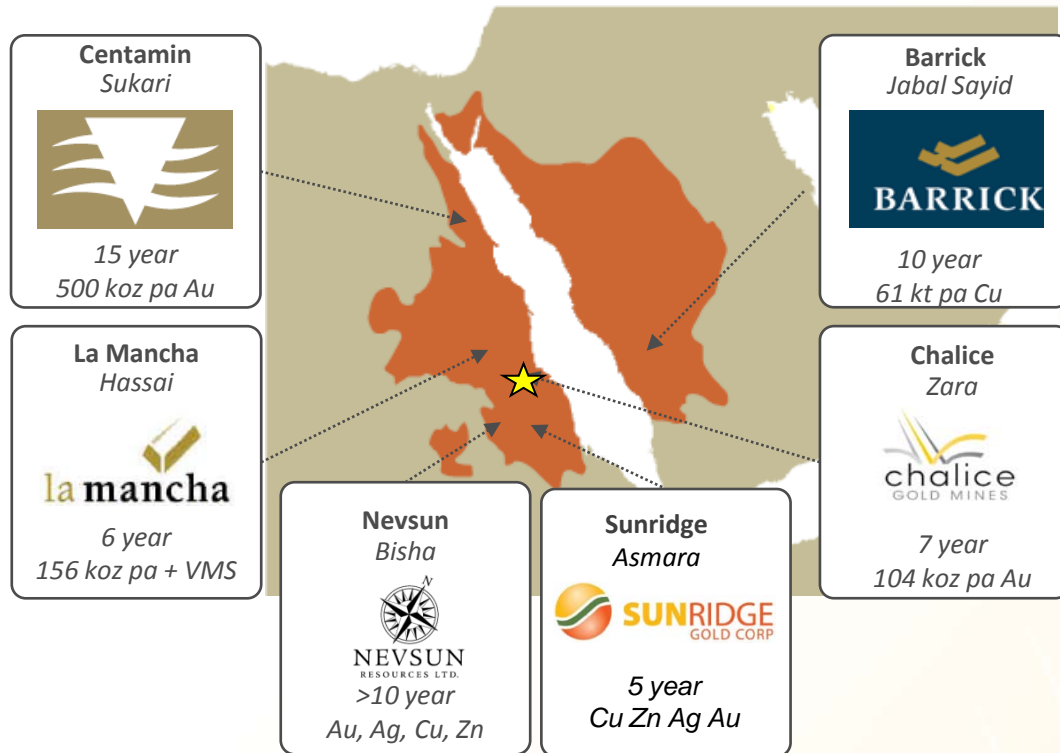 Centamin
Sukari
15 year
500 koz pa Au
Barrick
Jabal Sayid
BARRICK
10 year
61 kt pa Cu
La Mancha
Hassai
la mancha
6 year
156 koz pa + VMS
Chalice
Zara
chalice
GOLD MINES
7 year
104 koz pa Au
Nevsun
Bisha
N
NEVSUN
RESOURCES LTD.
>10 year
Au, Ag, Cu, Zn
Sunridge
Asmara
SUNRIDGE
GOLD CORP
5 year
Cu Zn Ag Au